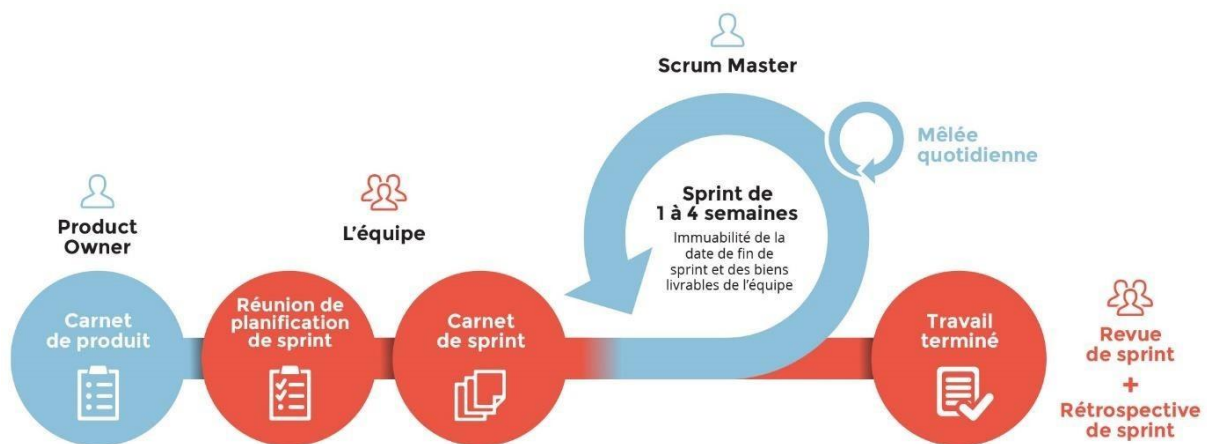 Scrum Master
Mêlée
quotidienne
Product
Owner
L'équipe
Sprint de
1 à 4 semaines
Immuabilité de la
date de fin de
sprint et des biens
livrables de l'équipe
Carnet
de produit
Réunion de
planification
de sprint
Carnet
de sprint
Travail
terminé
Revue
de sprint
+
Rétrospective
de sprint